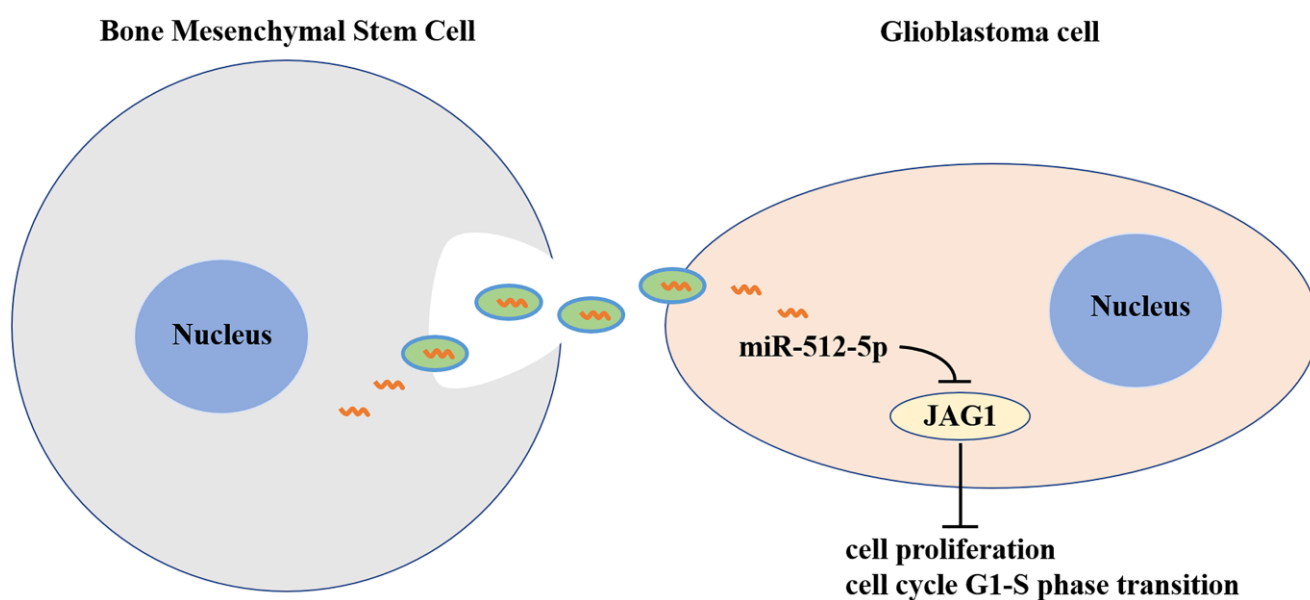 Bone Mesenchymal Stem Cell
Glioblastoma cell
Nucleus
Nucleus
miR-512-5p
JAG1
cell proliferation
cell cycle G1-S phase transition